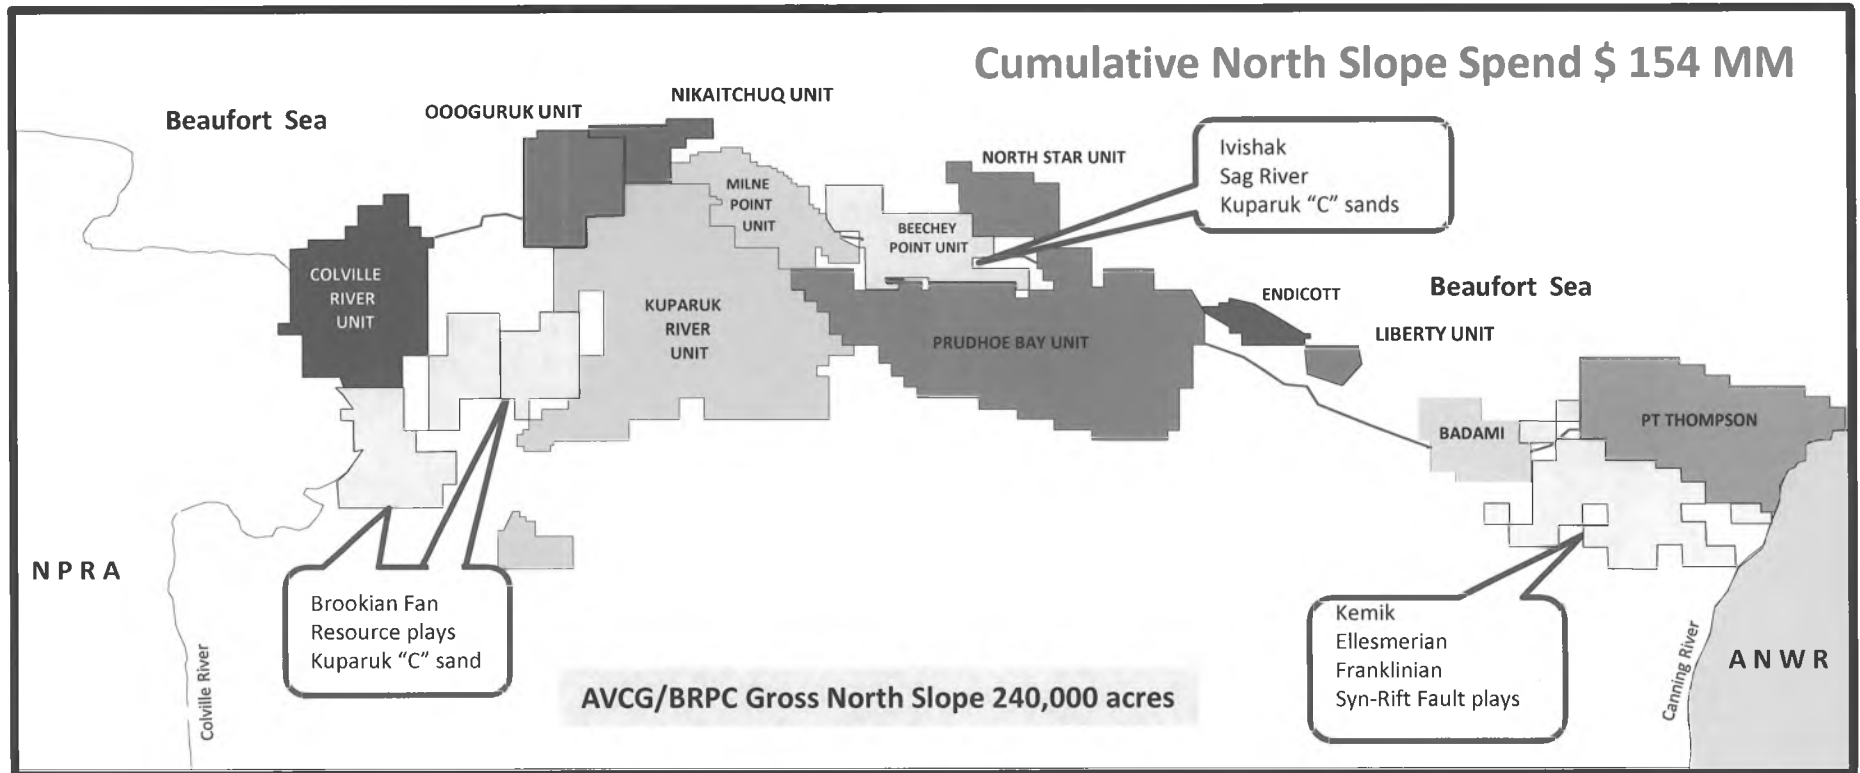 Cumulative North Slope Spend $ 154 MM
NIKAITCHUQ UNIT
OOOGURUK UNIT
Beaufort Sea
NORTH STAR UNIT
Ivishak
Sag River
Kuparuk "C" sands
MILNE
POINT
UNIT
BEECHEY
POINT UNIT
COLVILLE
RIVER
UNIT
KUPARUK
RIVER
UNIT
PRUDHOE BAY UNIT
ENDICOTT
Beaufort Sea
LIBERTY UNIT
BADAMI
PT THOMPSON
NPRA
Colville River
Brookian Fan
Resource plays
Kuparuk "C" sand
AVCG/BRPC Gross North Slope 240,000 acres
Kemik
Ellesmerian
Franklinian
Syn-Rift Fault plays
Canning River
ANWR